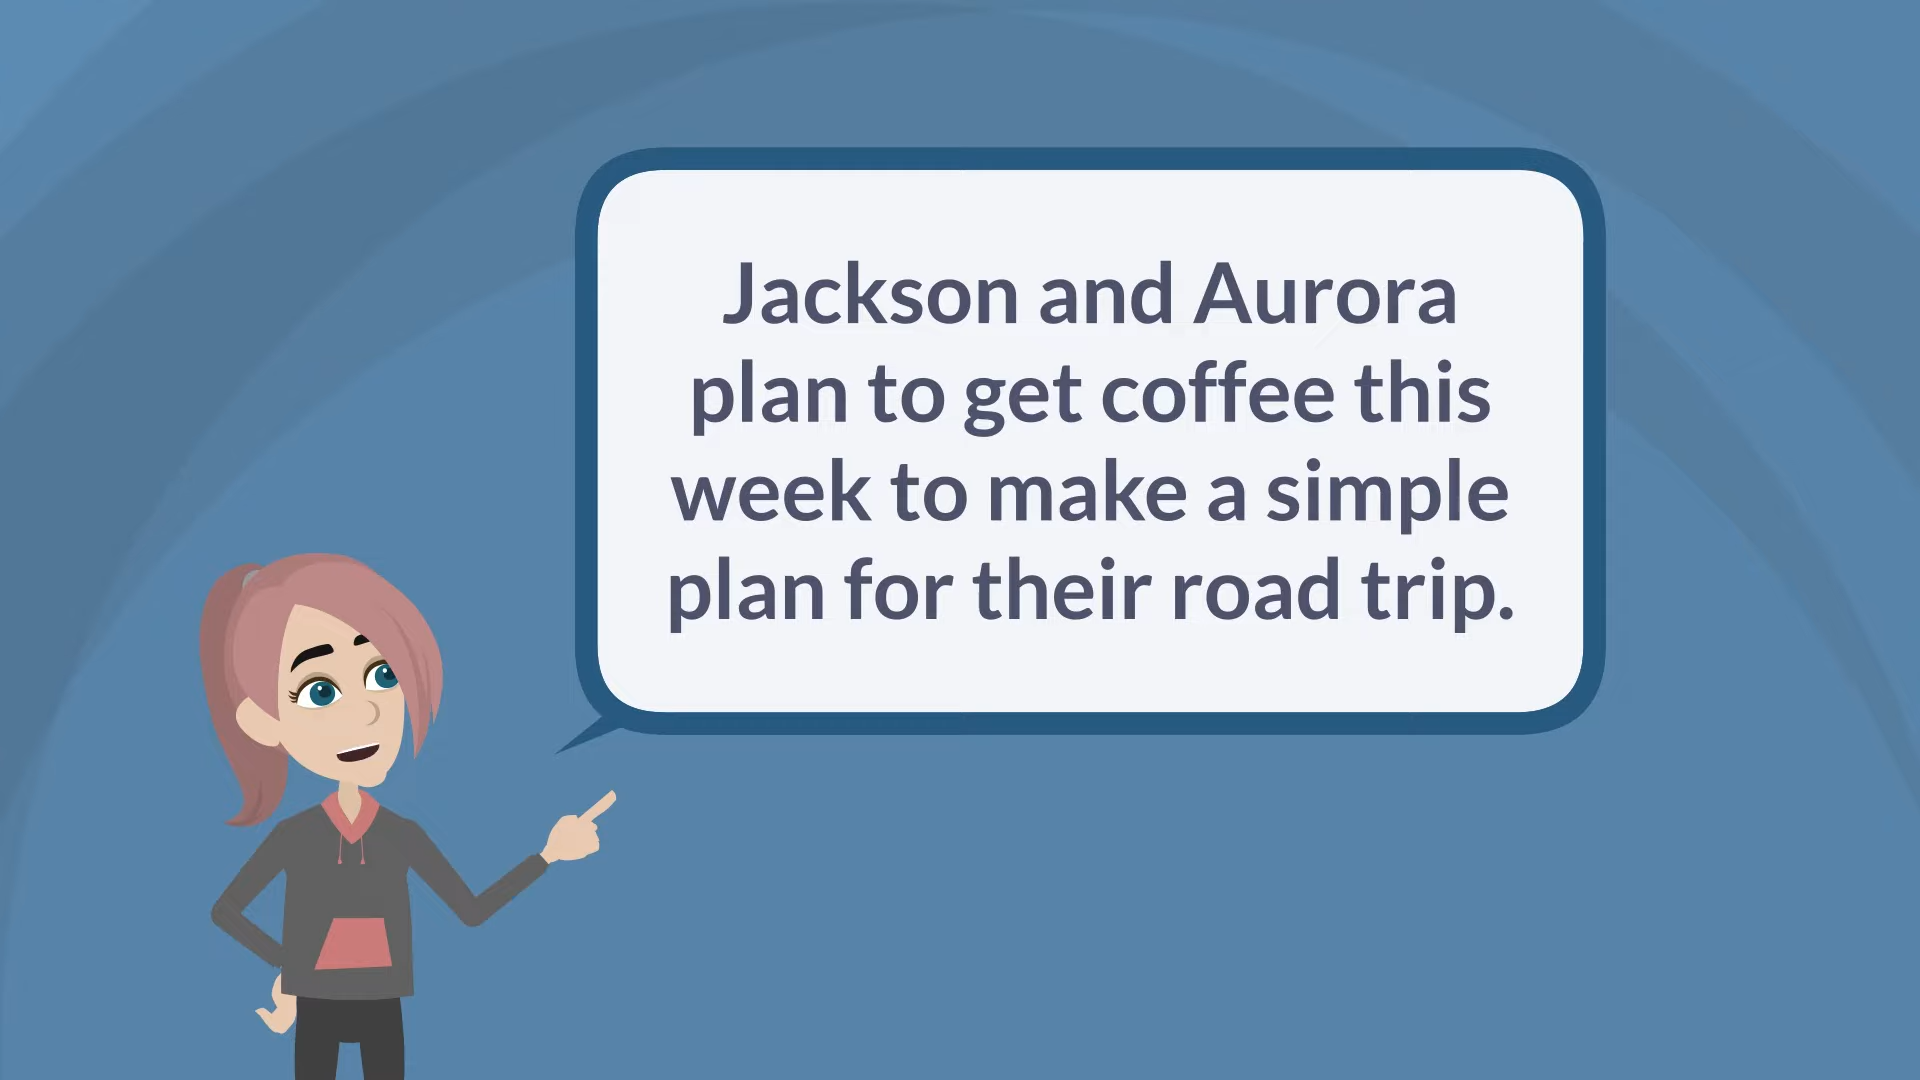 Jackson and Aurora
plan to get coffee this
week to make a simple
plan for their road trip.